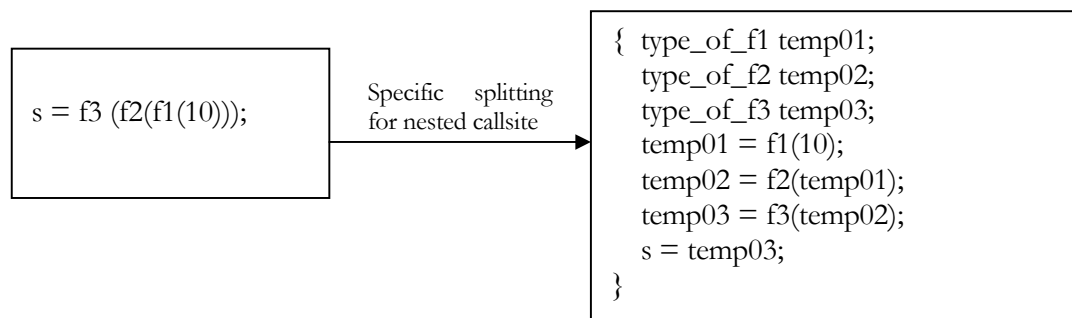 s = f3 (f2(f1(10)));
Specific splitting
for nested callsite
{ type_of_f1 temp01;
type_of_f2 temp02;
type_of_f3 temp03;
temp01 = f1(10);
temp02 = f2(temp01);
temp03 = f3(temp02);
s = temp03;
}